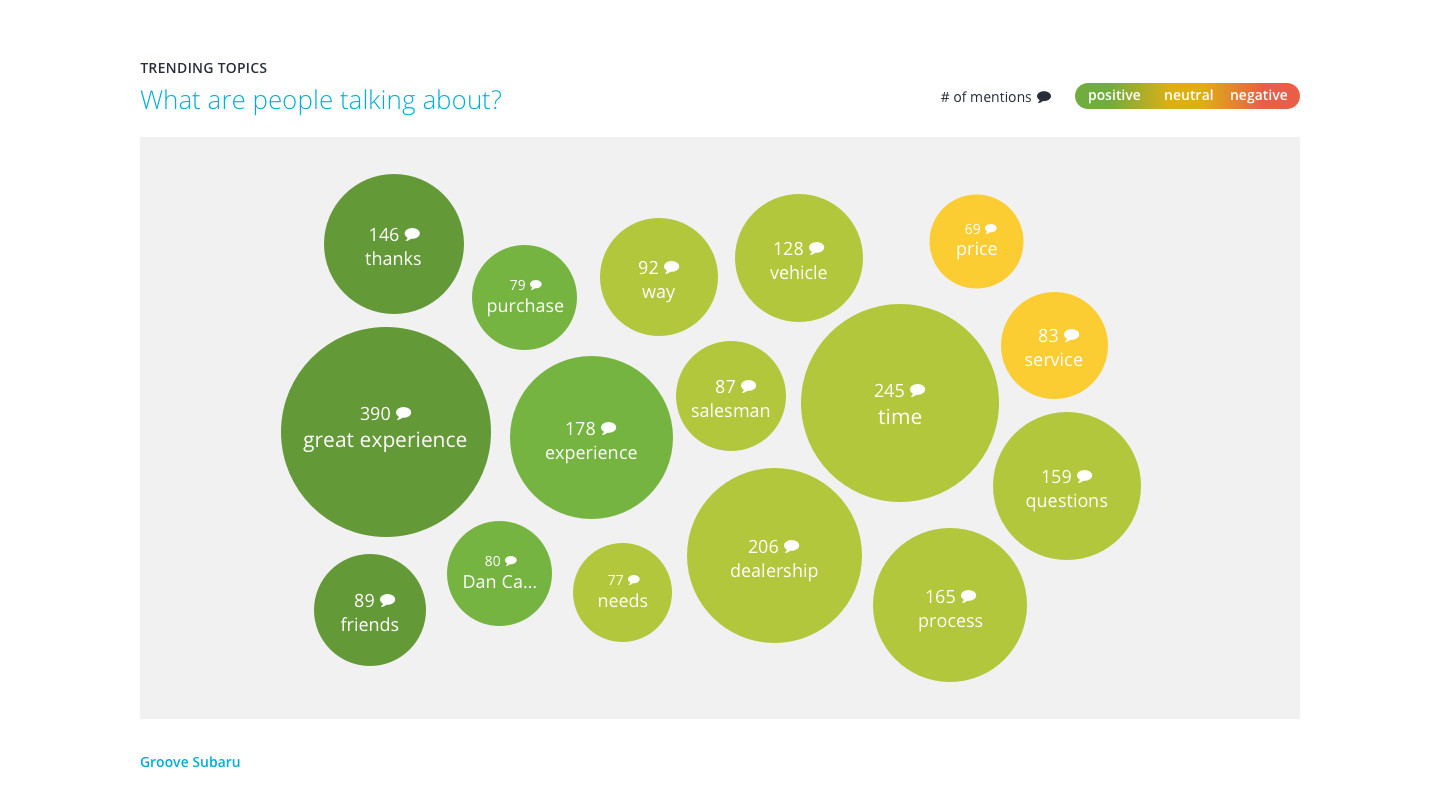 TRENDING TOPICS
What are people talking about?
# of mentions
positive neutral negative
146
thanks
79
purchase
92
way
128
vehicle
69
price
390
great experience
178
experience
87
salesman
245
time
83
service
159
questions
89
friends
80
Dan Ca...
77
needs
206
dealership
165
process
Groove Subaru